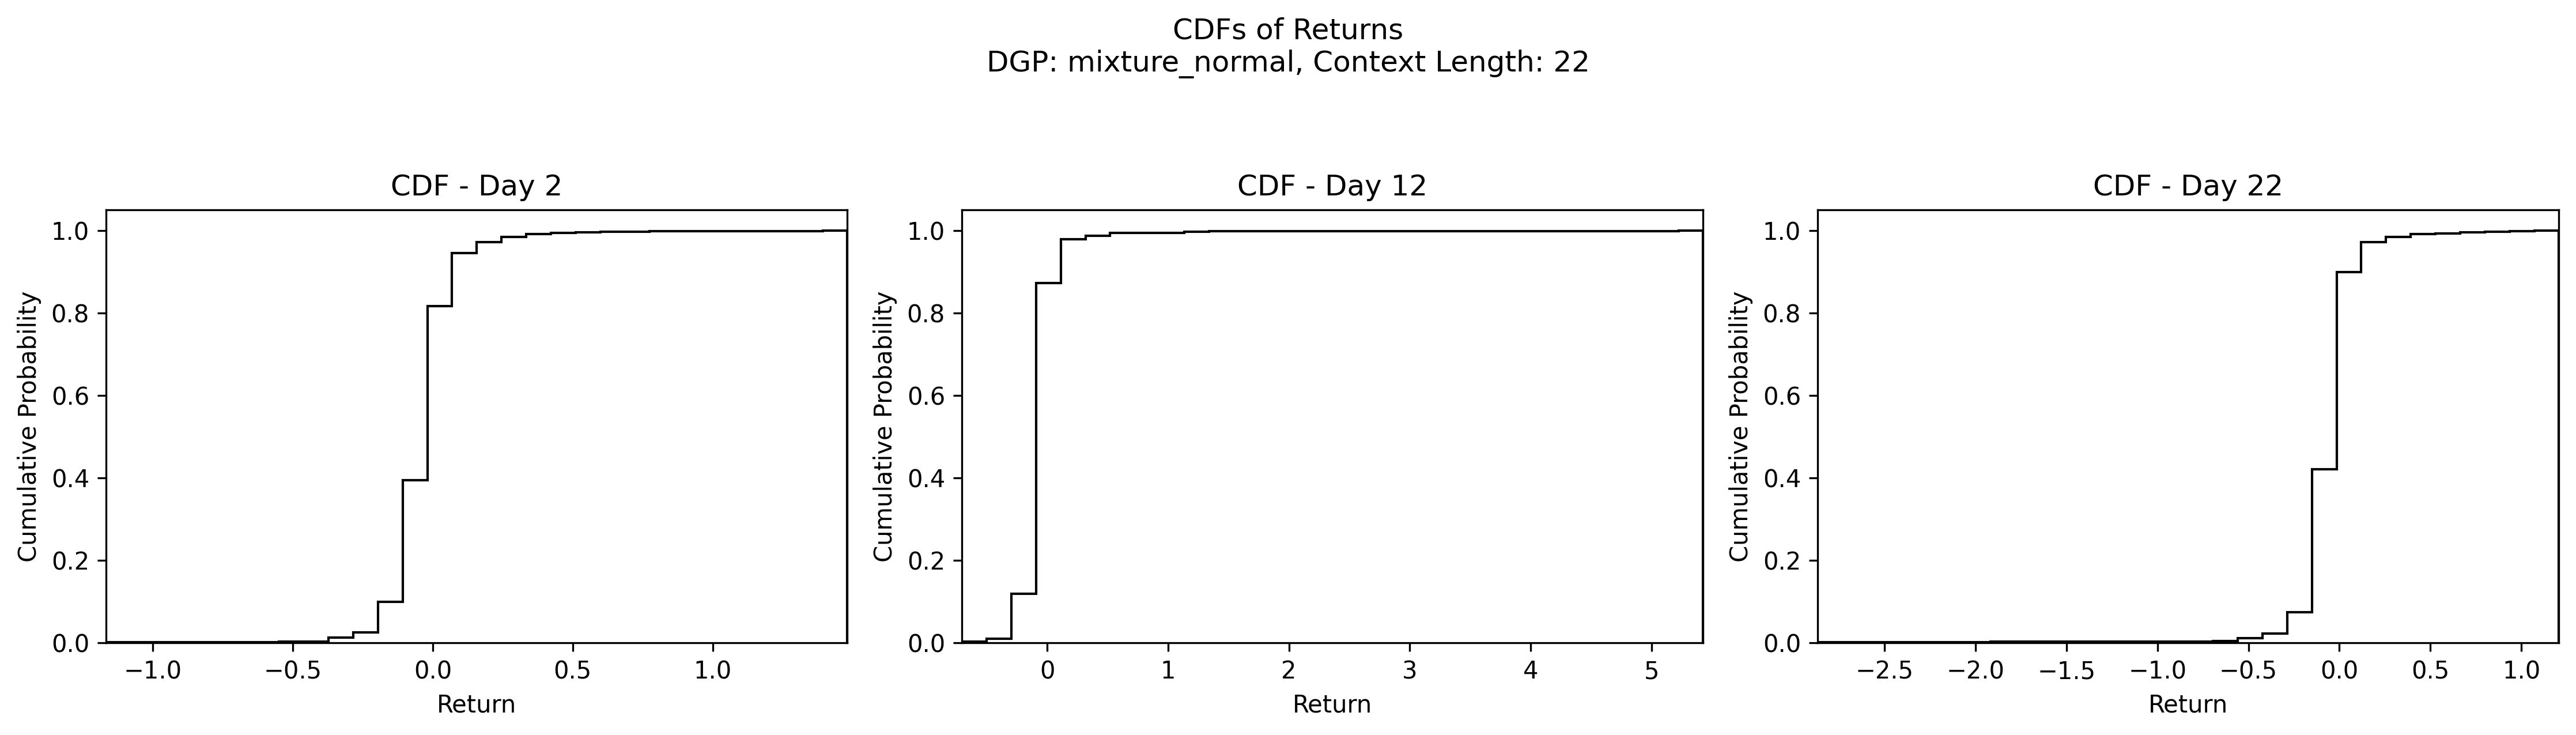 CDFs of Returns
DGP: mixture_normal, Context Length: 22
CDF - Day 2
Cumulative Probability
1.0
0.8
0.6
0.4
0.2
0.0
−1.0 −0.5 0.0 0.5 1.0
Return
CDF - Day 12
Cumulative Probability
1.0
0.8
0.6
0.4
0.2
0.0
0 1 2 3 4 5
Return
CDF - Day 22
Cumulative Probability
1.0
0.8
0.6
0.4
0.2
0.0
−2.5 −2.0 −1.5 −1.0 −0.5 0.0 0.5 1.0
Return